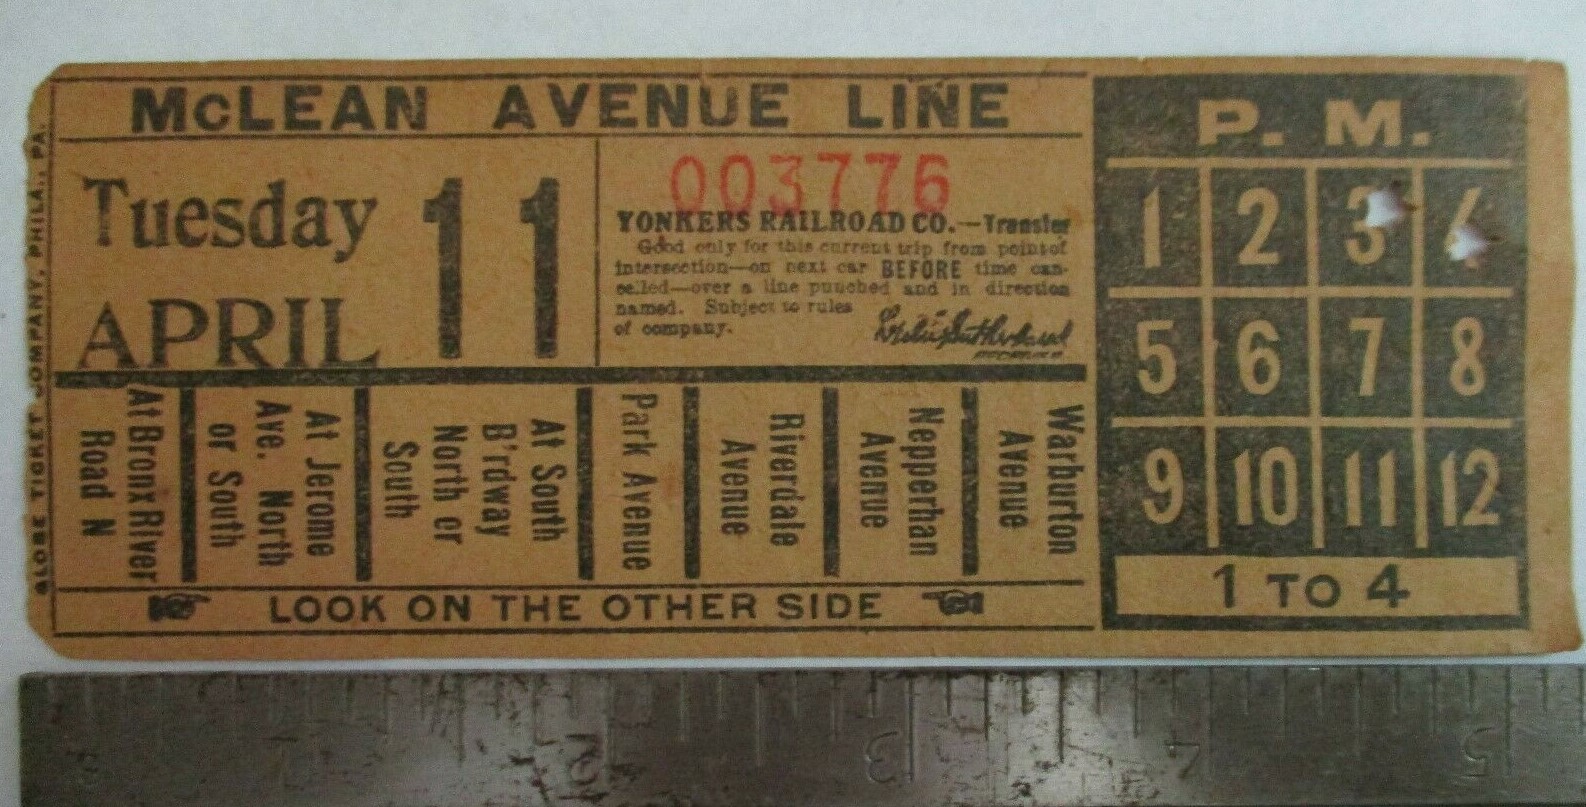 McLEAN AVENUE LINE
Tuesday
APRIL
11
003776
YONKERS RAILROAD CO.—Transfer
Good only for this current trip from point of
intersection—on next car BEFORE time can-
celled—over a line punched and in direction
named. Subject to rules
of company.
At Bronx River
Road N
At Jerome
Ave. North
or South
At South
B'rdway
North or
South
Park Avenue
Riverdale
Avenue
Nepperhan
Avenue
Warburton
Avenue
LOOK ON THE OTHER SIDE
P. M.
1 2 3 4
5 6 7 8
9 10 11 12
1 TO 4
GLOBE TICKET COMPANY, PHILA., PA.
2 3 4 5